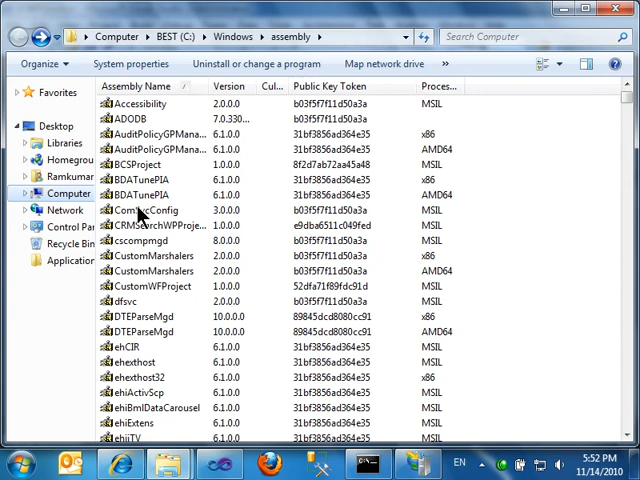 Computer ▸ BEST (C:) ▸ Windows ▸ assembly ▸ Search Computer
Organize System properties Uninstall or change a program Map network drive »
Favorites
Desktop
Libraries
Homegrou
Ramkumar
Computer
Network
Control Pa
Recycle Bin
Application
Assembly Name Version Cul... Public Key Token Proces...
Accessibility 2.0.0.0 b03f5f7f11d50a3a MSIL
ADODB 7.0.330... b03f5f7f11d50a3a
AuditPolicyGPMana... 6.1.0.0 31bf3856ad364e35 x86
AuditPolicyGPMana... 6.1.0.0 31bf3856ad364e35 AMD64
BCSProject 1.0.0.0 8f2d7ab72aa45a48 MSIL
BDATunePIA 6.1.0.0 31bf3856ad364e35 x86
BDATunePIA 6.1.0.0 31bf3856ad364e35 AMD64
ComSvcConfig 3.0.0.0 b03f5f7f11d50a3a MSIL
CRMSearchWPProje... 1.0.0.0 e9dba6511c049fed MSIL
cscompmgd 8.0.0.0 b03f5f7f11d50a3a MSIL
CustomMarshalers 2.0.0.0 b03f5f7f11d50a3a x86
CustomMarshalers 2.0.0.0 b03f5f7f11d50a3a AMD64
CustomWFProject 1.0.0.0 52dfa71f89fdc91d MSIL
dfsvc 2.0.0.0 b03f5f7f11d50a3a MSIL
DTEParseMgd 10.0.0.0 89845dcd8080cc91 x86
DTEParseMgd 10.0.0.0 89845dcd8080cc91 AMD64
ehCIR 6.1.0.0 31bf3856ad364e35 MSIL
ehexthost 6.1.0.0 31bf3856ad364e35 MSIL
ehexthost32 6.1.0.0 31bf3856ad364e35 x86
ehiActivScp 6.1.0.0 31bf3856ad364e35 MSIL
ehiBmlDataCarousel 6.1.0.0 31bf3856ad364e35 MSIL
ehiExtens 6.1.0.0 31bf3856ad364e35 MSIL
ehiiTV 6.1.0.0 31bf3856ad364e35 MSIL
EN 5:52 PM
11/14/2010